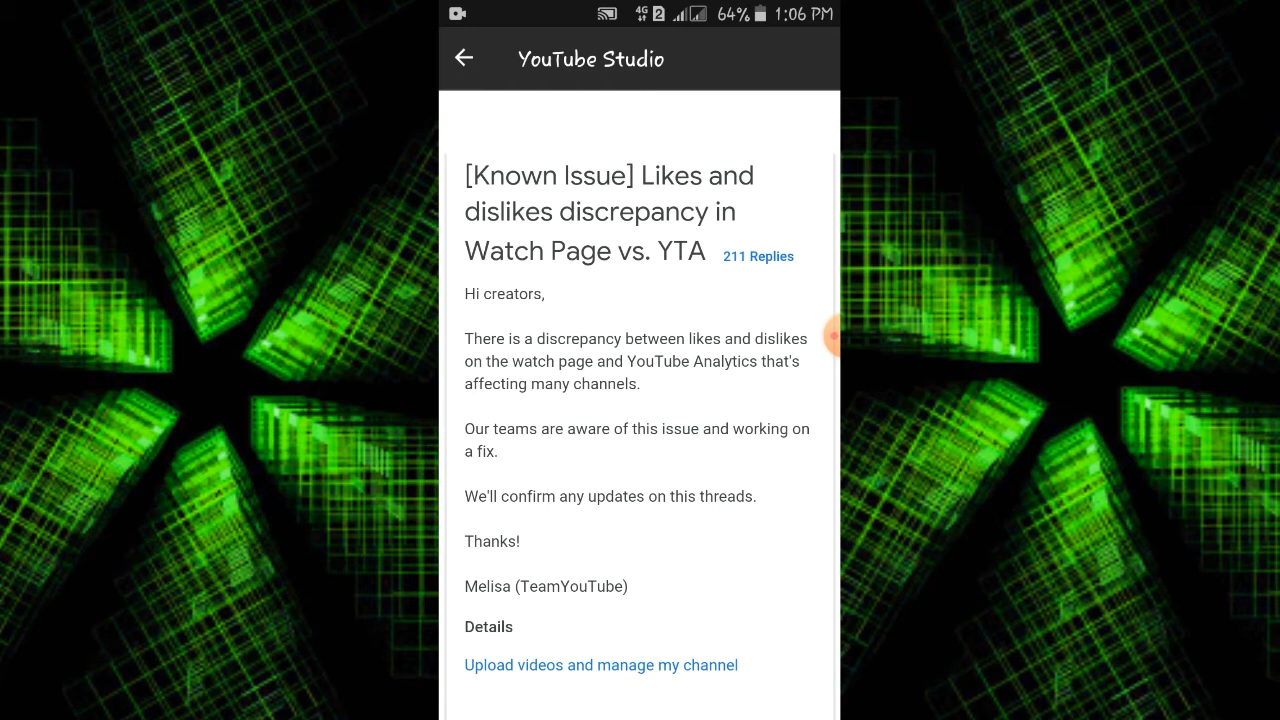 4G 2 64% 1:06 PM
YouTube Studio
[Known Issue] Likes and
dislikes discrepancy in
Watch Page vs. YTA 211 Replies
Hi creators,
There is a discrepancy between likes and dislikes
on the watch page and YouTube Analytics that's
affecting many channels.
Our teams are aware of this issue and working on
a fix.
We'll confirm any updates on this threads.
Thanks!
Melisa (TeamYouTube)
Details
Upload videos and manage my channel